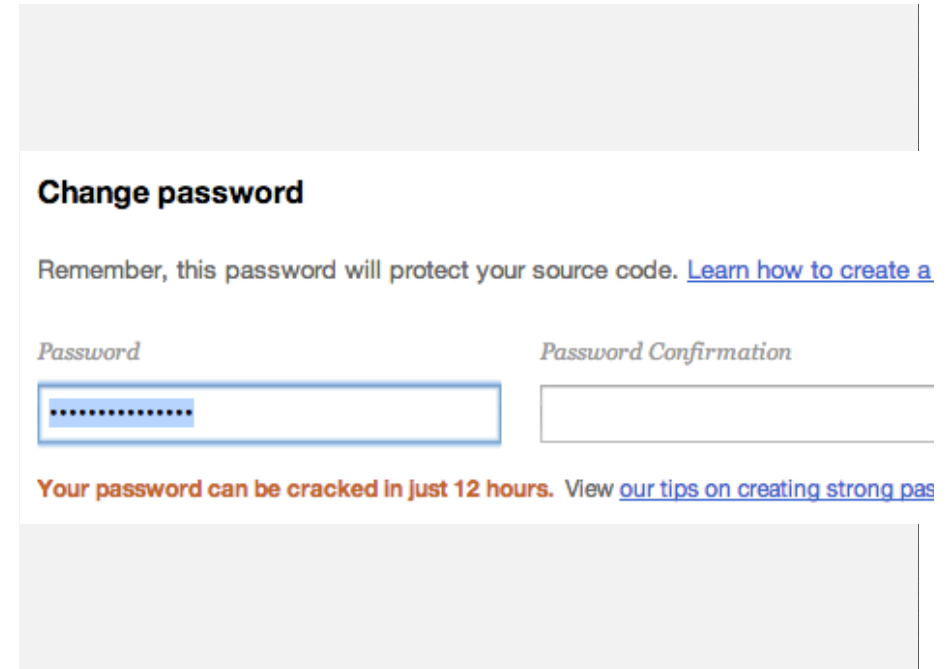 Change password
Remember, this password will protect your source code. Learn how to create a
Password Password Confirmation
•••••••••••••••
Your password can be cracked in just 12 hours. View our tips on creating strong pas